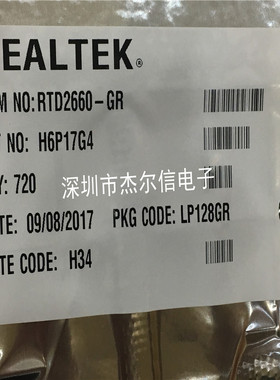 EALTEK®
M NO: RTD2660-GR
T NO: H6P17G4
Y: 720
深圳市杰尔信电子
TE: 09/08/2017 PKG CODE: LP128GR
TE CODE: H34